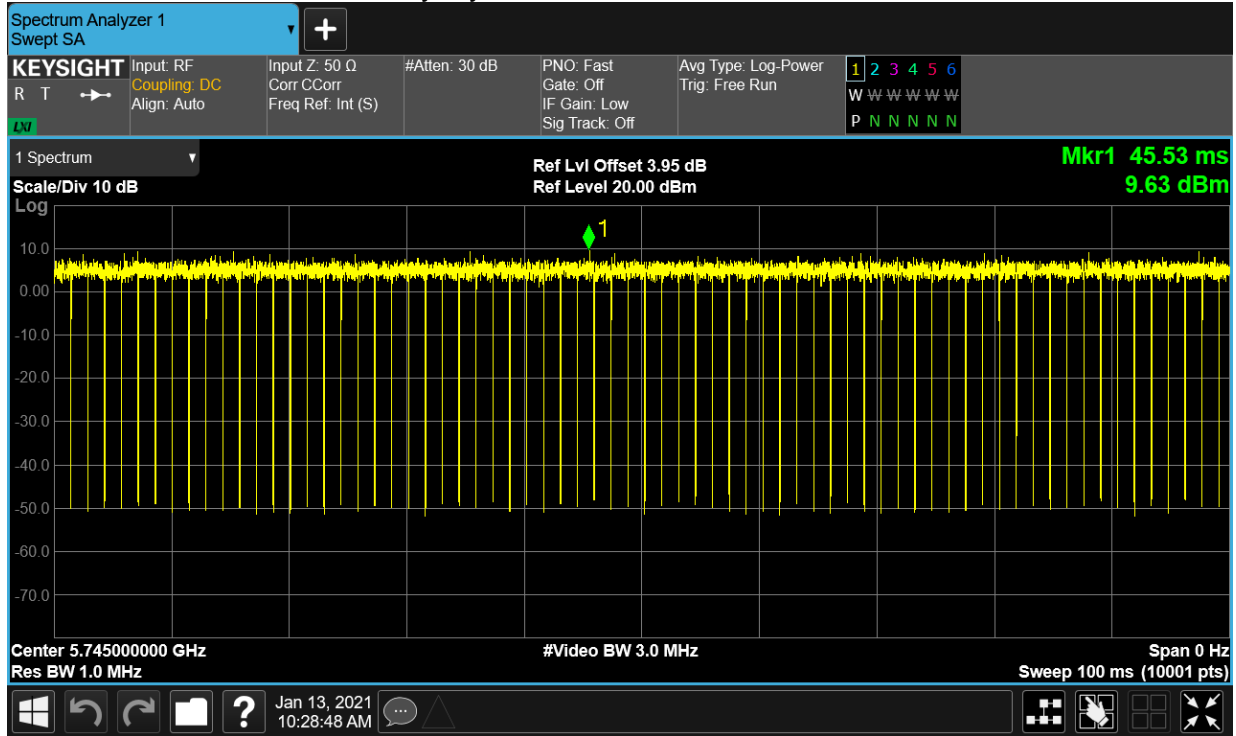 Spectrum Analyzer 1
Swept SA
+
KEYSIGHT Input: RF Input Z: 50 Ω #Atten: 30 dB PNO: Fast Avg Type: Log-Power 1 2 3 4 5 6
R T Coupling: DC Corr CCorr Gate: Off Trig: Free Run W W W W W W
Align: Auto Freq Ref: Int (S) IF Gain: Low P N N N N N
LXI Sig Track: Off
1 Spectrum Ref Lvl Offset 3.95 dB Mkr1 45.53 ms
Scale/Div 10 dB Ref Level 20.00 dBm 9.63 dBm
Log
1
10.0
0.00
-10.0
-20.0
-30.0
-40.0
-50.0
-60.0
-70.0
Center 5.745000000 GHz #Video BW 3.0 MHz Span 0 Hz
Res BW 1.0 MHz Sweep 100 ms (10001 pts)
? Jan 13, 2021
10:28:48 AM